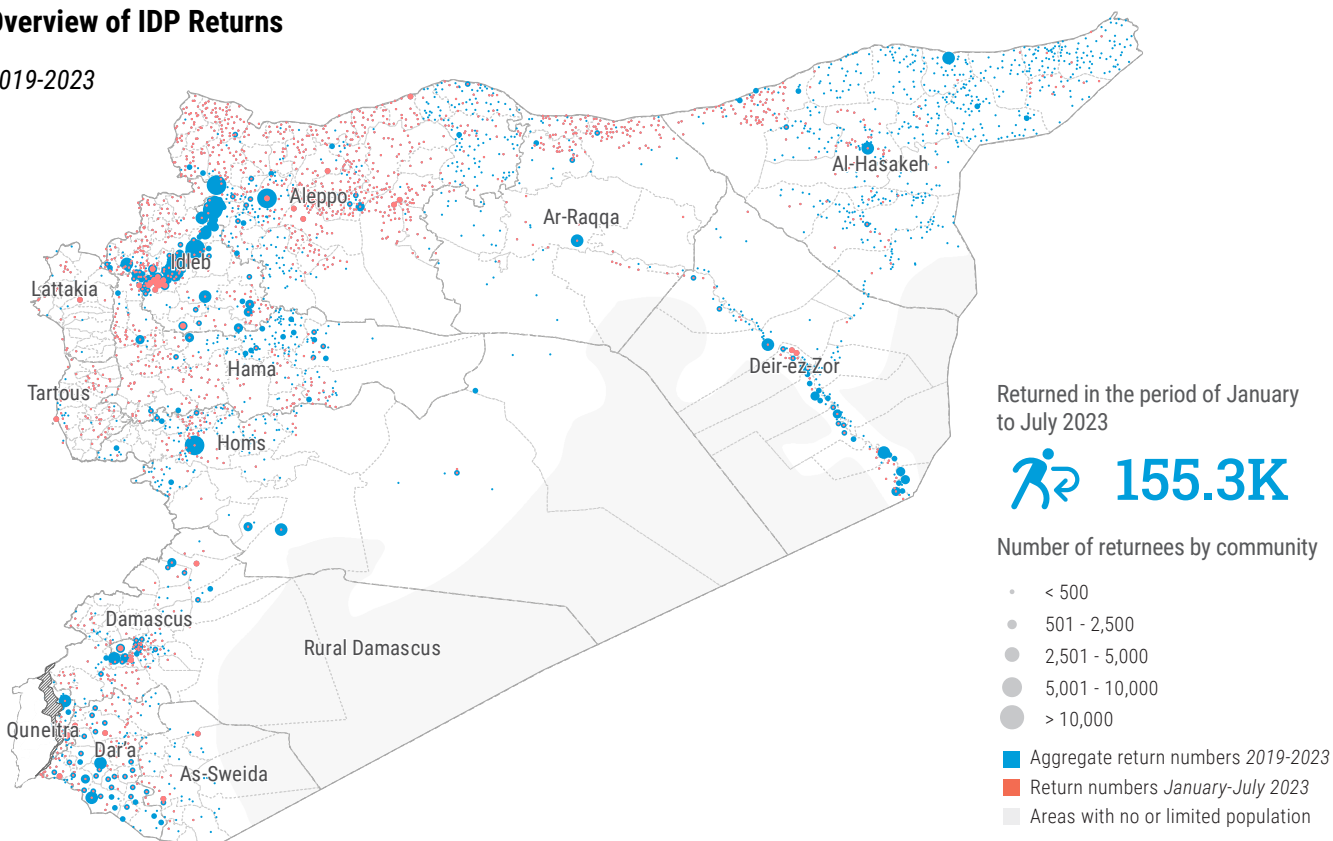 Overview of IDP Returns
019-2023
Al-Hasakeh
Aleppo
Ar-Raqqa
Idleb
Lattakia
Deir-ez-Zor
Hama
Tartous
Homs
Damascus
Rural Damascus
Quneitra
Dar'a
As-Sweida
Returned in the period of January
to July 2023
155.3K
Number of returnees by community
< 500
501 - 2,500
2,501 - 5,000
5,001 - 10,000
> 10,000
Aggregate return numbers 2019-2023
Return numbers January-July 2023
Areas with no or limited population